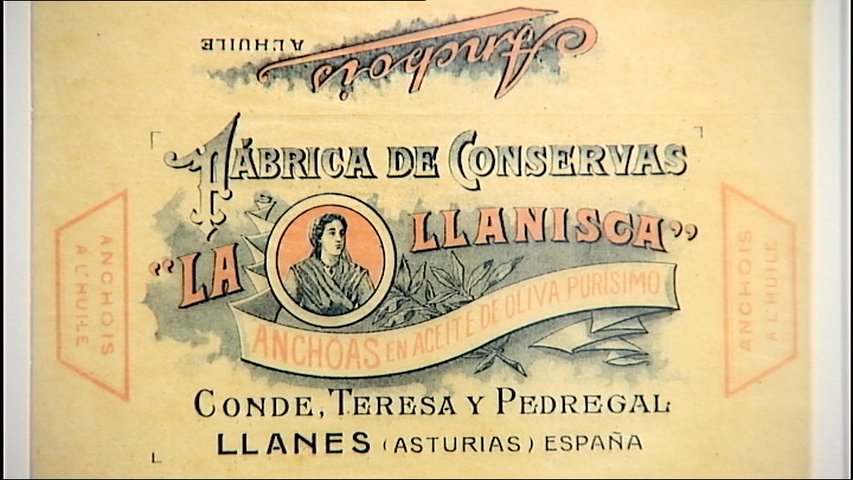 Anchois
A L'HUILE
FÁBRICA DE CONSERVAS
"LA LLANISCA"
ANCHOAS EN ACEITE DE OLIVA PURÍSIMO
ANCHOIS
À L'HUILE
ANCHOIS
À L'HUILE
CONDE, TERESA Y PEDREGAL
LLANES (ASTURIAS) ESPAÑA